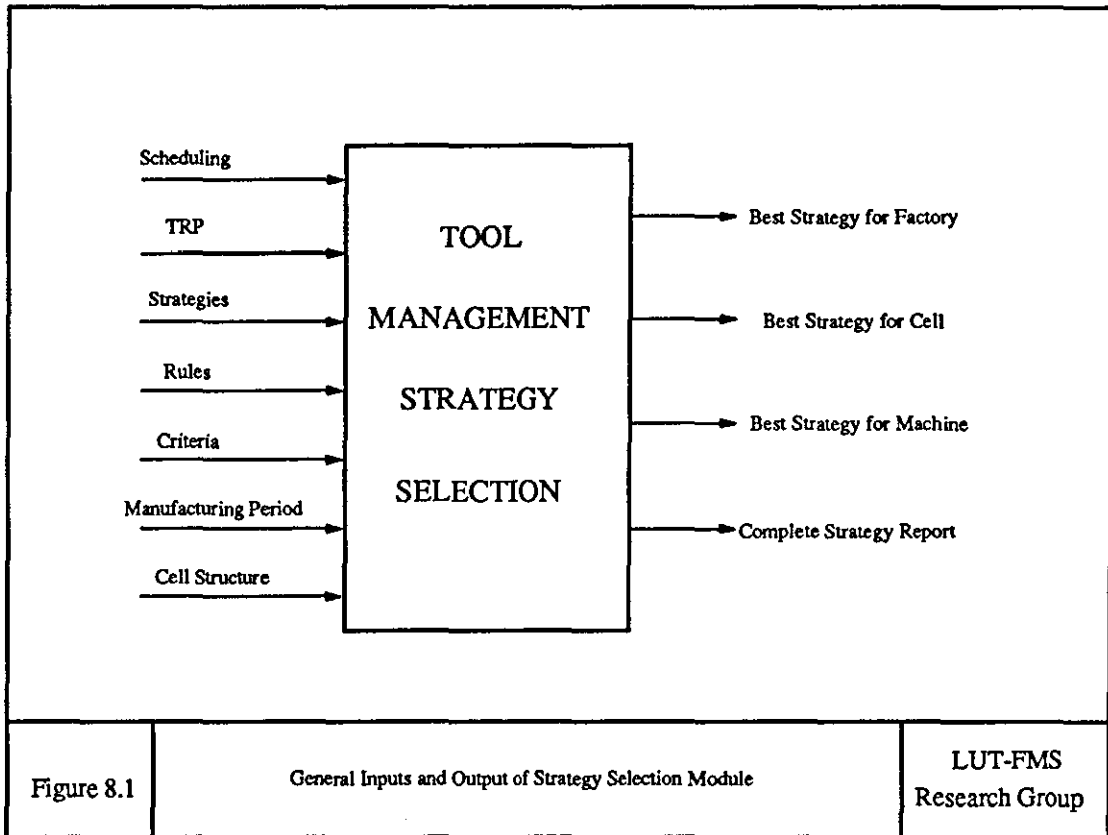 Scheduling
TRP
Strategies
Rules
Criteria
Manufacturing Period
Cell Structure
TOOL
MANAGEMENT
STRATEGY
SELECTION
Best Strategy for Factory
Best Strategy for Cell
Best Strategy for Machine
Complete Strategy Report
Figure 8.1
General Inputs and Output of Strategy Selection Module
LUT-FMS
Research Group